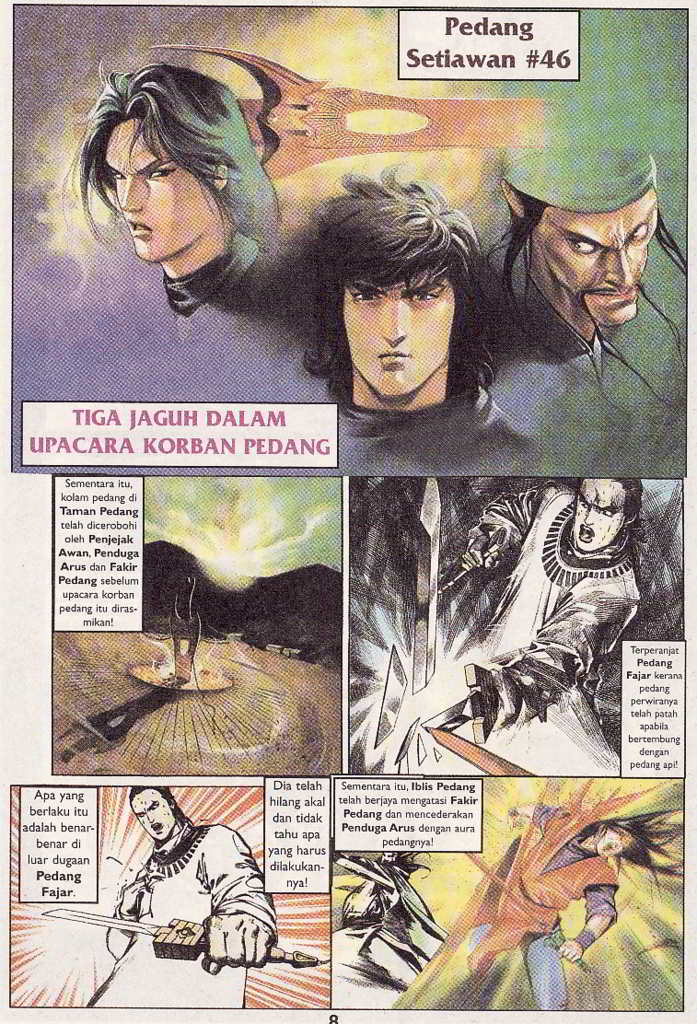 Pedang
Setiawan #46
TIGA JAGUH DALAM
UPACARA KORBAN PEDANG
Sementara itu,
kolam pedang di
Taman Pedang
telah dicerobohi
oleh Penjejak
Awan, Penduga
Arus dan Fakir
Pedang sebelum
upacara korban
pedang itu diras-
mikan!
Terperanjat
Pedang
Fajar kerana
pedang
perwiranya
telah patah
apabila
bertembung
dengan
pedang api!
Apa yang
berlaku itu
adalah benar-
benar di
luar dugaan
Pedang
Fajar.
Dia telah
hilang akal
dan tidak
tahu apa
yang harus
dilakukan-
nya!
Sementara itu, Iblis Pedang
telah berjaya mengatasi Fakir
Pedang dan mencederakan
Penduga Arus dengan aura
pedangnya!
8